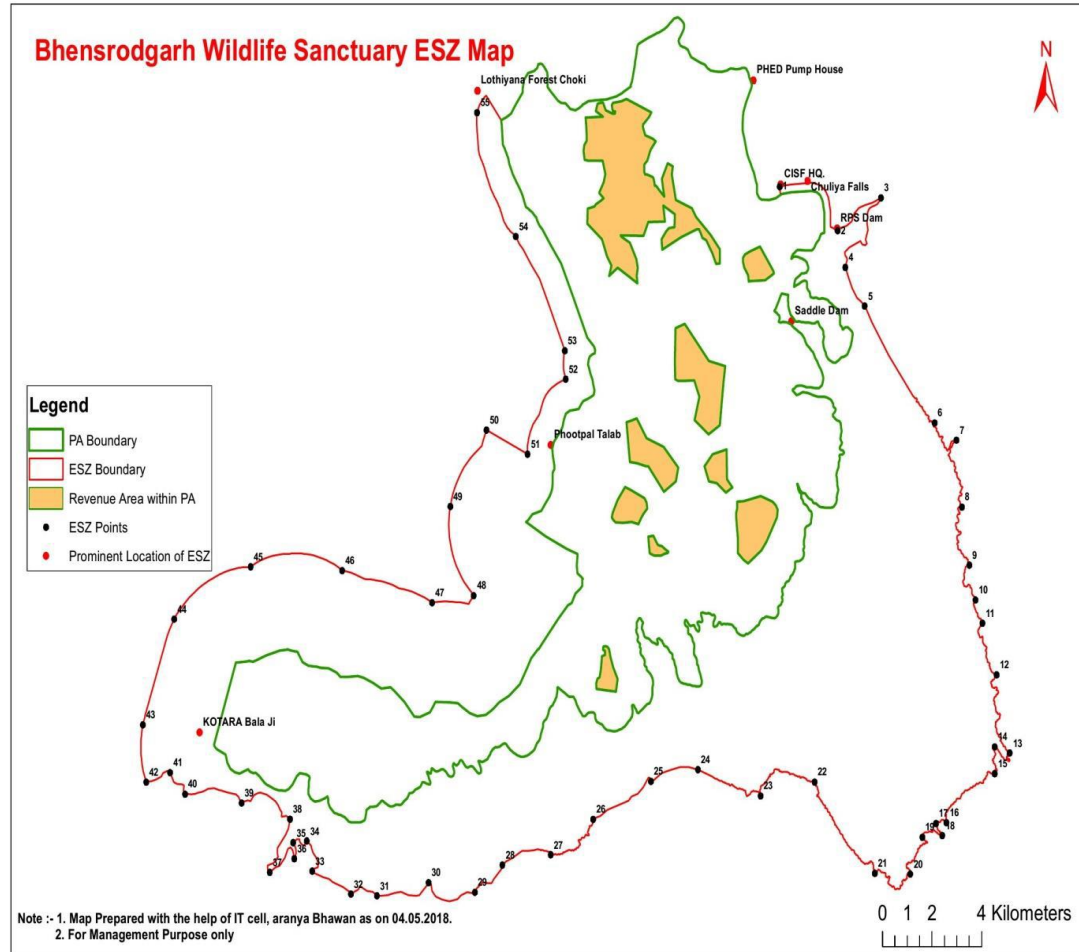 Bhensrodgarh Wildlife Sanctuary ESZ Map
N
PHED Pump House
Lothiyana Forest Choki
55
CISF HQ.
1
Chuliya Falls
3
RPS Dam
2
54
4
5
Saddle Dam
53
52
Legend
PA Boundary
ESZ Boundary
Revenue Area within PA
ESZ Points
Prominent Location of ESZ
50
51
Phootpal Talab
6
7
49
8
45
46
47
48
9
10
11
44
12
43
KOTARA Bala Ji
14
13
15
42
41
40
39
38
25
24
23
22
26
37
36
35
34
33
32
31
30
29
28
27
21
20
19
17
16
18
Note :- 1. Map Prepared with the help of IT cell, aranya Bhawan as on 04.05.2018.
2. For Management Purpose only
0 1 2 4 Kilometers